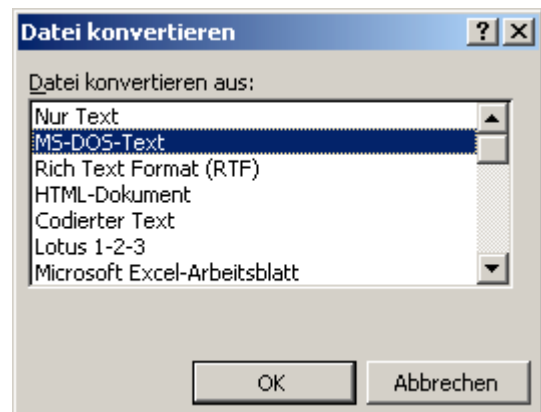 Datei konvertieren
Datei konvertieren aus:
Nur Text
MS-DOS-Text
Rich Text Format (RTF)
HTML-Dokument
Codierter Text
Lotus 1-2-3
Microsoft Excel-Arbeitsblatt
OK Abbrechen